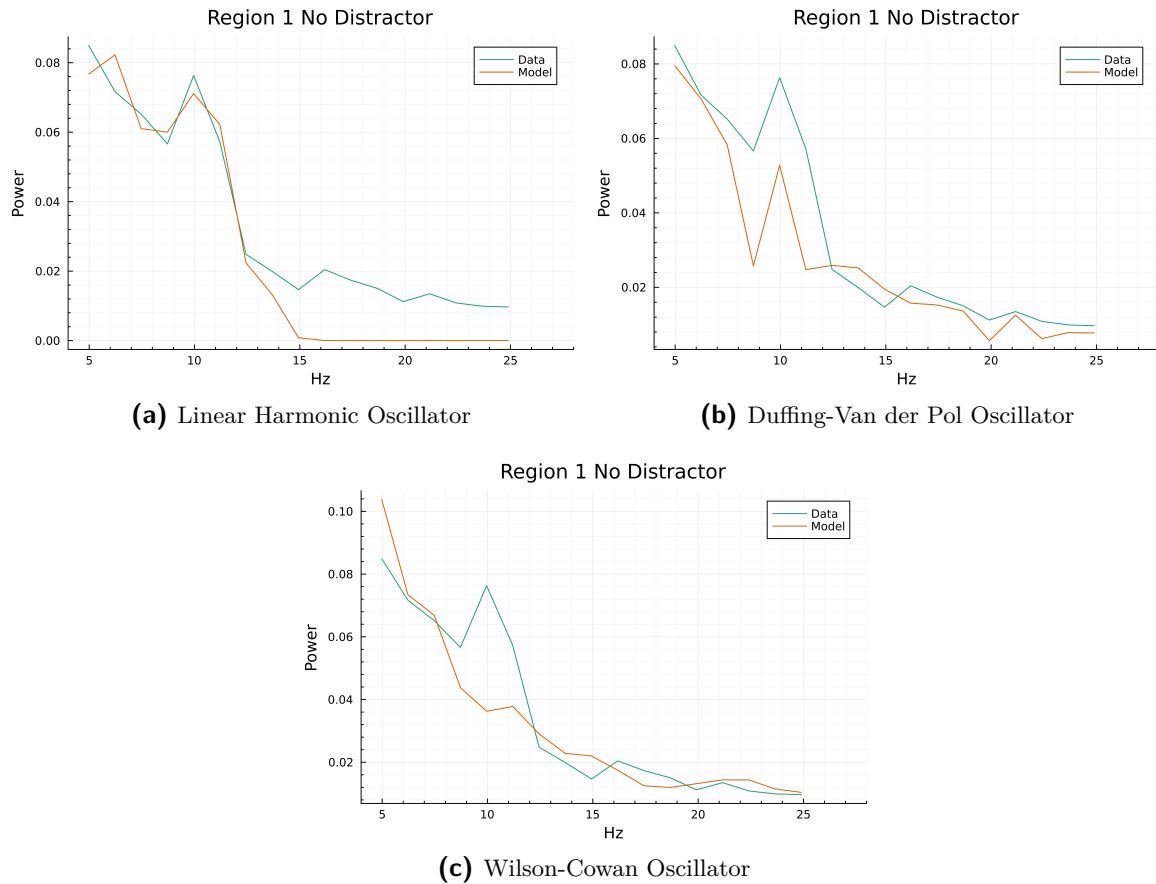 Region 1 No Distractor
Data
Model
0.08
0.06
0.04
0.02
0.00
Power
5
10
15
20
25
Hz
(a) Linear Harmonic Oscillator
Region 1 No Distractor
Data
Model
0.08
0.06
0.04
0.02
Power
5
10
15
20
25
Hz
(b) Duffing-Van der Pol Oscillator
Region 1 No Distractor
Data
Model
0.10
0.08
0.06
0.04
0.02
Power
5
10
15
20
25
Hz
(c) Wilson-Cowan Oscillator